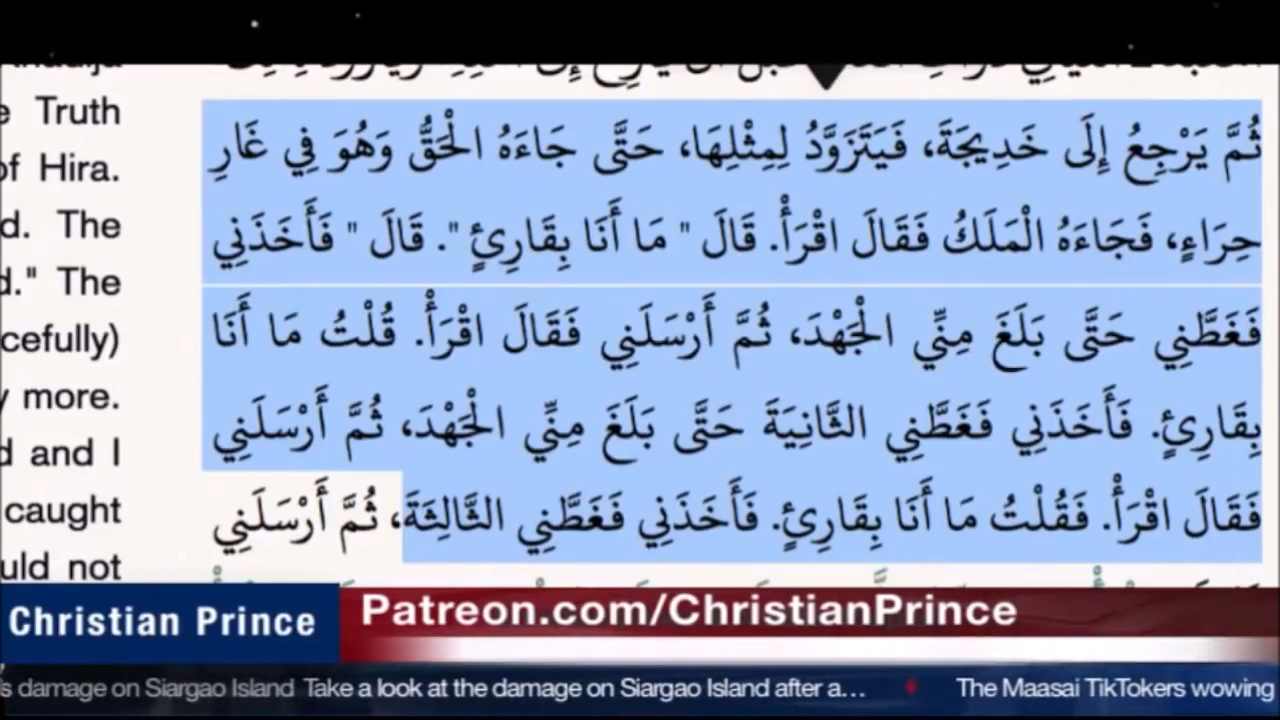 Truth
of Hira.
d. The
d." The
cefully)
more.
d and I
caught
uld not
ثُمَّ يَرْجِعُ إِلَى خَدِيجَةَ، فَيَتَزَوَّدُ لِمِثْلِهَا، حَتَّى جَاءَهُ الْحَقُّ وَهُوَ فِي غَارِ
حِرَاءٍ، فَجَاءَهُ الْمَلَكُ فَقَالَ اقْرَأْ. قَالَ " مَا أَنَا بِقَارِئٍ ". قَالَ " فَأَخَذَنِي
فَغَطَّنِي حَتَّى بَلَغَ مِنِّي الْجَهْدَ، ثُمَّ أَرْسَلَنِي فَقَالَ اقْرَأْ. قُلْتُ مَا أَنَا
بِقَارِئٍ. فَأَخَذَنِي فَغَطَّنِي الثَّانِيَةَ حَتَّى بَلَغَ مِنِّي الْجَهْدَ، ثُمَّ أَرْسَلَنِي
فَقَالَ اقْرَأْ. فَقُلْتُ مَا أَنَا بِقَارِئٍ. فَأَخَذَنِي فَغَطَّنِي الثَّالِثَةَ، ثُمَّ أَرْسَلَنِي
Christian Prince
Patreon.com/ChristianPrince
s damage on Siargao Island Take a look at the damage on Siargao Island after a... The Maasai TikTokers wowing